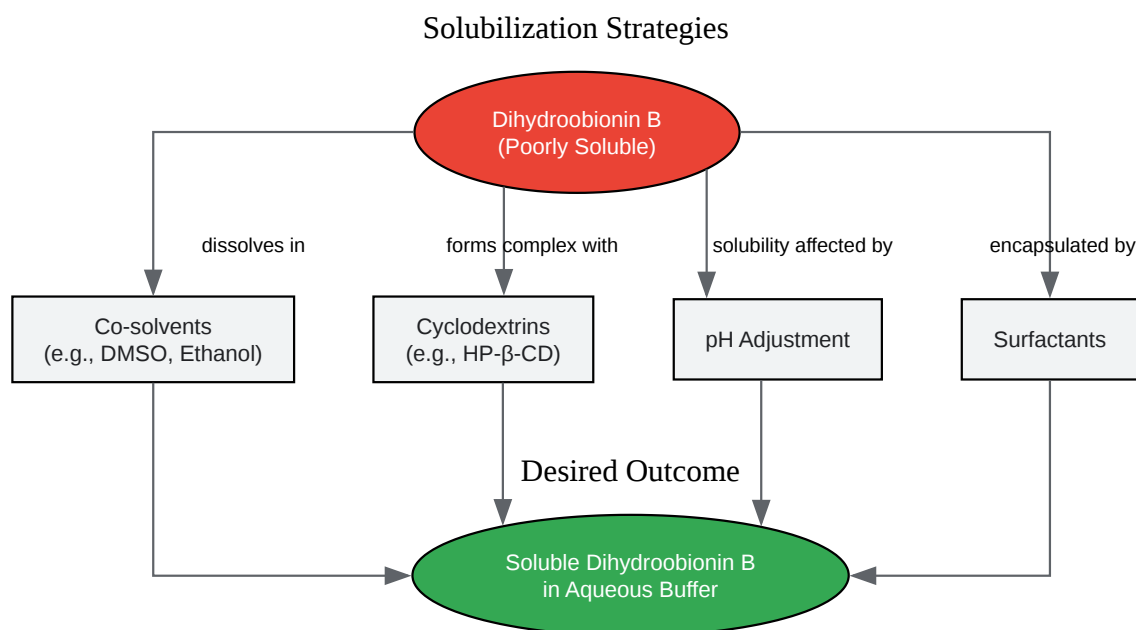 Solubilization Strategies
Dihydroobionin B
(Poorly Soluble)
dissolves in
forms complex with
solubility affected by
encapsulated by
Co-solvents
(e.g., DMSO, Ethanol)
Cyclodextrins
(e.g., HP-β-CD)
pH Adjustment
Surfactants
Desired Outcome
Soluble Dihydroobionin B
in Aqueous Buffer